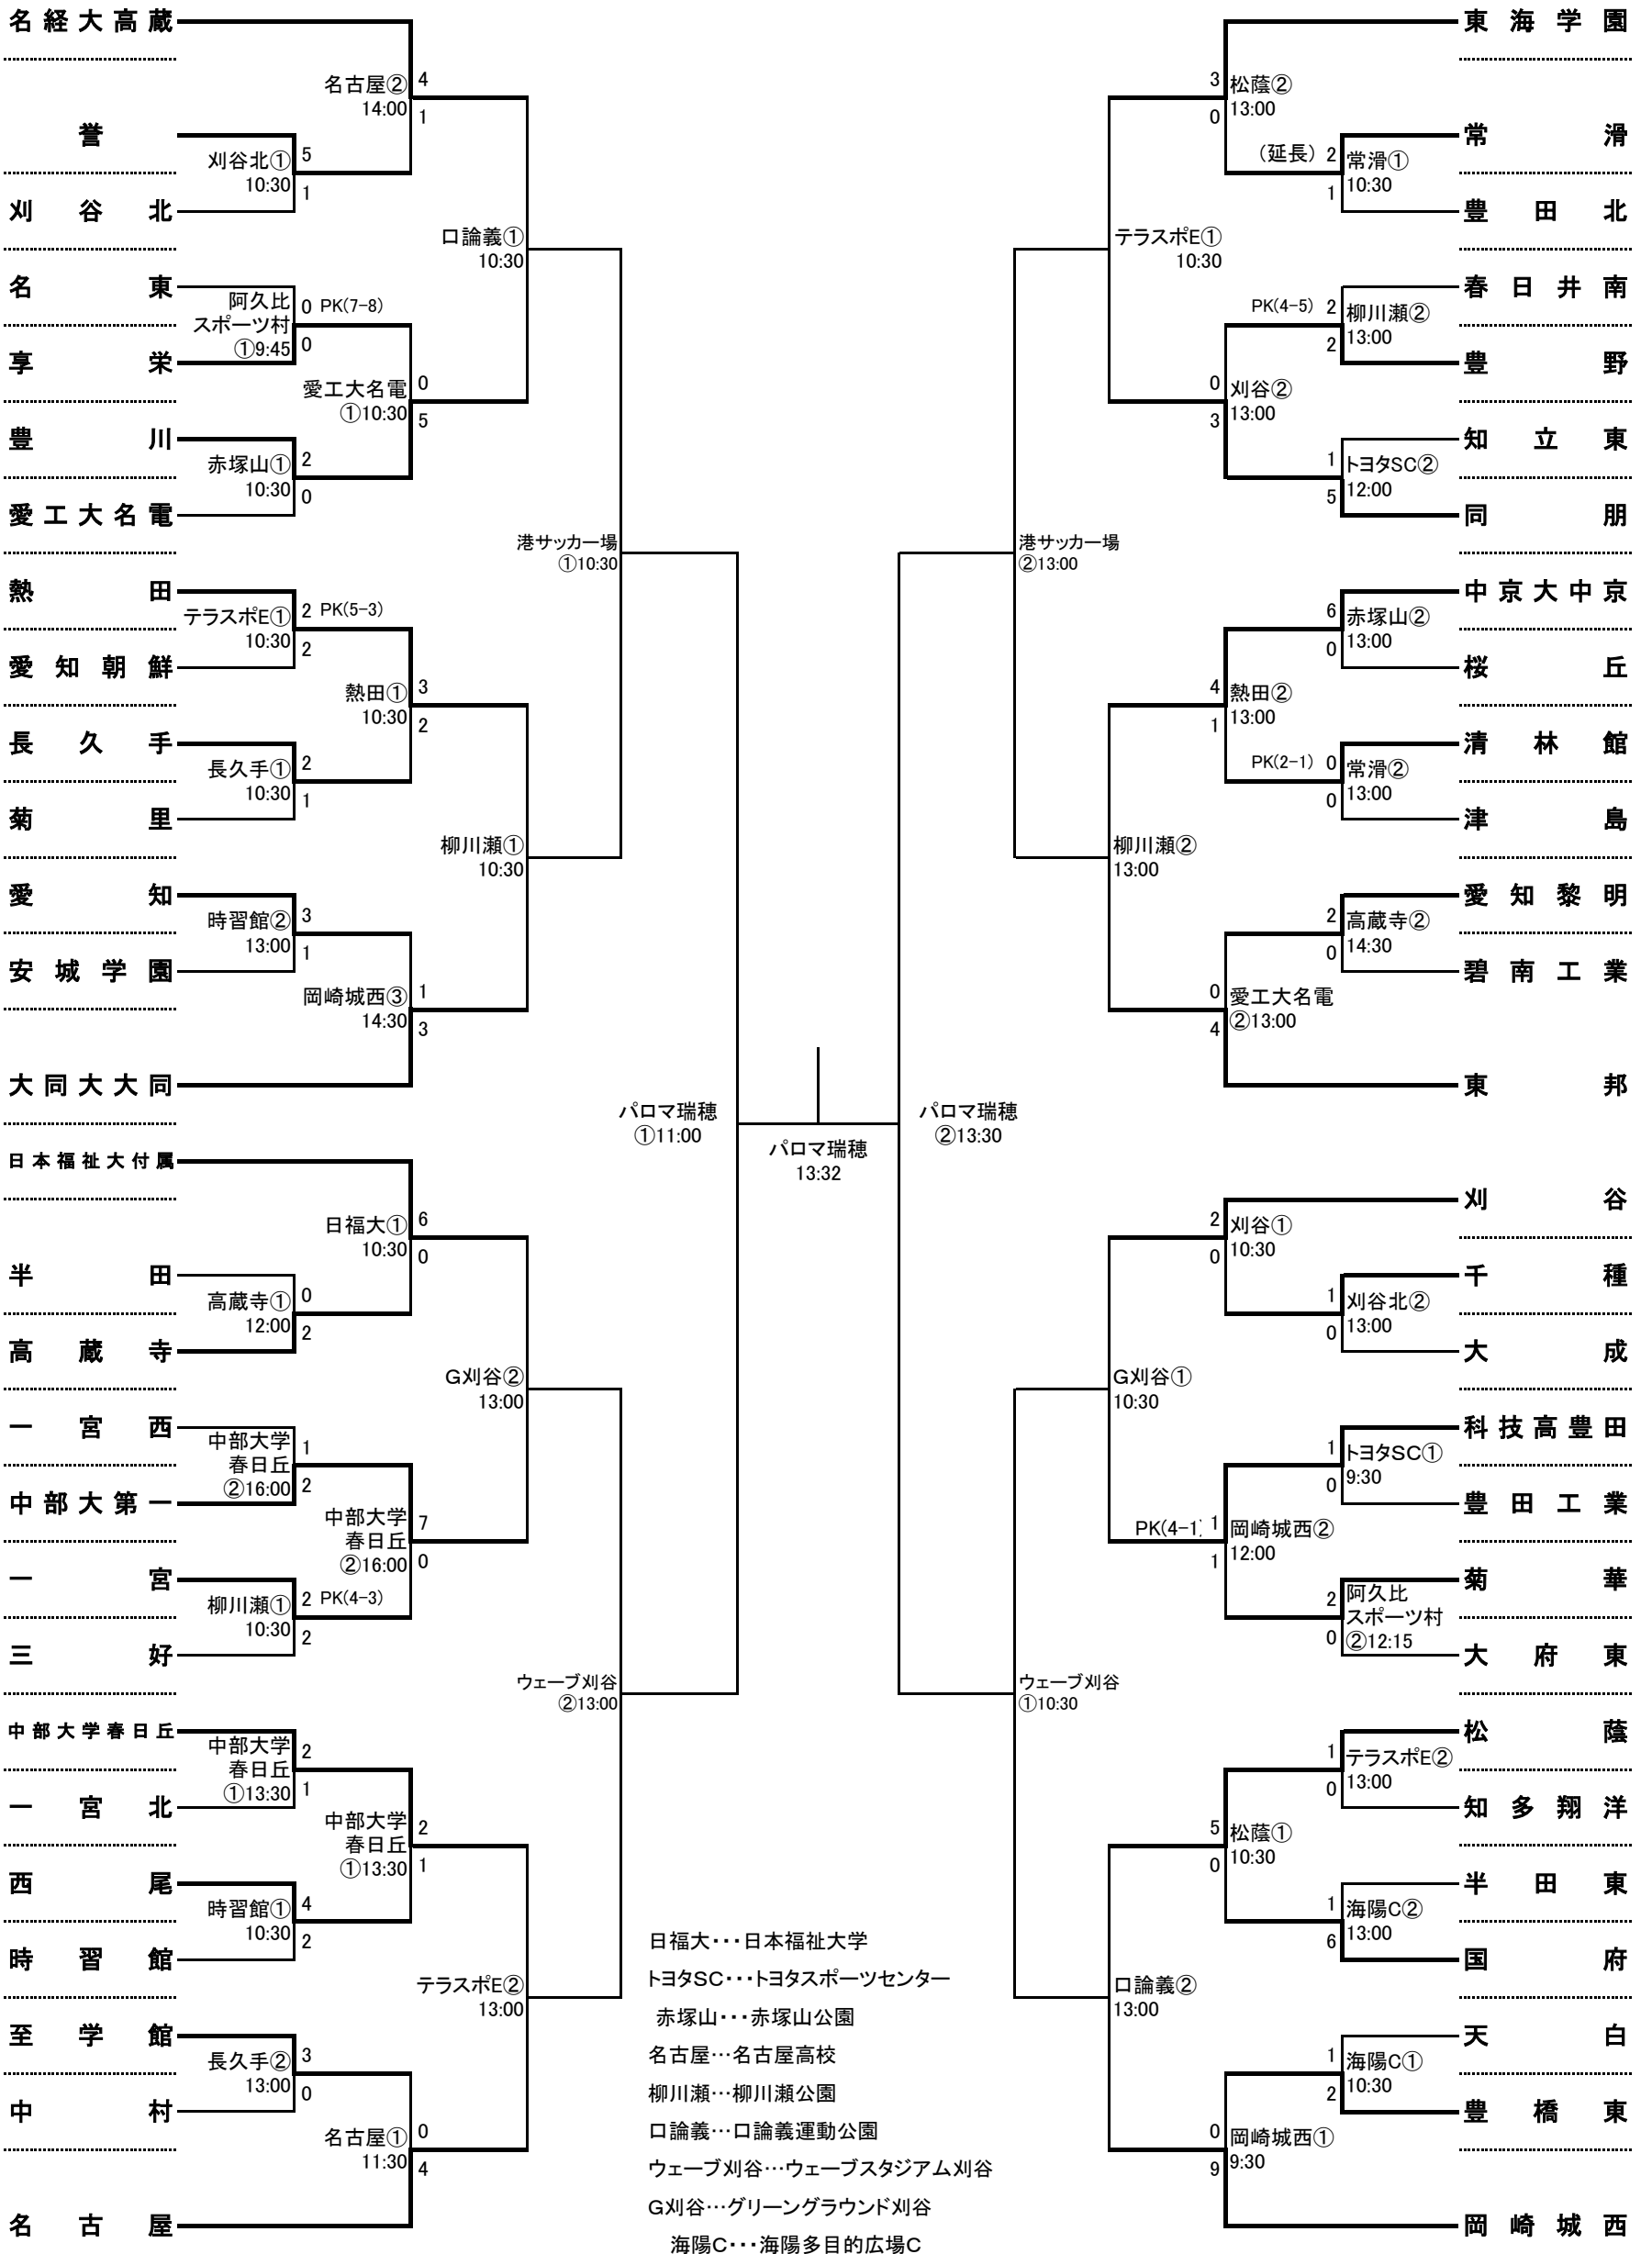 名経大高蔵
名古屋② 4
14:00 1
誉
刈谷北① 5
10:30 1
刈谷北
口論義①
10:30
名東
阿久比
スポーツ村
①9:45
0 PK(7-8)
0
享栄
愛工大名電 0
①10:30 5
豊川
赤塚山① 2
10:30 0
愛工大名電
港サッカー場
①10:30
熱田
テラスポE① 2 PK(5-3)
10:30 2
愛知朝鮮
熱田① 3
10:30 2
長久手
長久手① 2
10:30 1
菊里
柳川瀬①
10:30
愛知
時習館② 3
13:00 1
安城学園
岡崎城西③ 1
14:30 3
大同大大同
パロマ瑞穂
①11:00
日本福祉大付属
日福大① 6
10:30 0
半田
高蔵寺① 0
12:00 2
高蔵寺
G刈谷②
13:00
一宮西
中部大学 1
春日丘
②16:00 2
中部大第一
中部大学 7
春日丘
②16:00 0
一宮
柳川瀬① 2 PK(4-3)
10:30 2
三好
ウェーブ刈谷
②13:00
中部大学春日丘
中部大学 2
春日丘
①13:30 1
一宮北
中部大学 2
春日丘
①13:30 1
西尾
時習館① 4
10:30 2
時習館
テラスポE②
13:00
至学館
長久手② 3
13:00 0
中村
名古屋① 0
11:30 4
名古屋
パロマ瑞穂
13:32
東海学園
3 松蔭②
0 13:00
常滑
(延長) 2 常滑①
1 10:30
豊田北
テラスポE①
10:30
春日井南
PK(4-5) 2 柳川瀬②
2 13:00
豊野
0 刈谷②
3 13:00
知立東
1 トヨタSC②
5 12:00
同朋
港サッカー場
②13:00
中京大中京
6 赤塚山②
0 13:00
桜丘
4 熱田②
1 13:00
清林館
PK(2-1) 0 常滑②
0 13:00
津島
柳川瀬②
13:00
愛知黎明
2 高蔵寺②
0 14:30
碧南工業
0 愛工大名電
4 ②13:00
東邦
パロマ瑞穂
②13:30
刈谷
2 刈谷①
0 10:30
千種
1 刈谷北②
0 13:00
大成
G刈谷①
10:30
科技高豊田
1 トヨタSC①
0 9:30
豊田工業
PK(4-1) 1 岡崎城西②
1 12:00
菊華
2 阿久比
スポーツ村
0 ②12:15
大府東
ウェーブ刈谷
①10:30
松蔭
1 テラスポE②
0 13:00
知多翔洋
5 松蔭①
0 10:30
半田東
1 海陽C②
6 13:00
国府
口論義②
13:00
天白
1 海陽C①
2 10:30
豊橋東
0 岡崎城西①
9 9:30
岡崎城西
日福大・・・日本福祉大学
トヨタSC・・・トヨタスポーツセンター
赤塚山・・・赤塚山公園
名古屋…名古屋高校
柳川瀬…柳川瀬公園
口論義…口論義運動公園
ウェーブ刈谷…ウェーブスタジアム刈谷
G刈谷…グリーングラウンド刈谷
海陽C・・・海陽多目的広場C